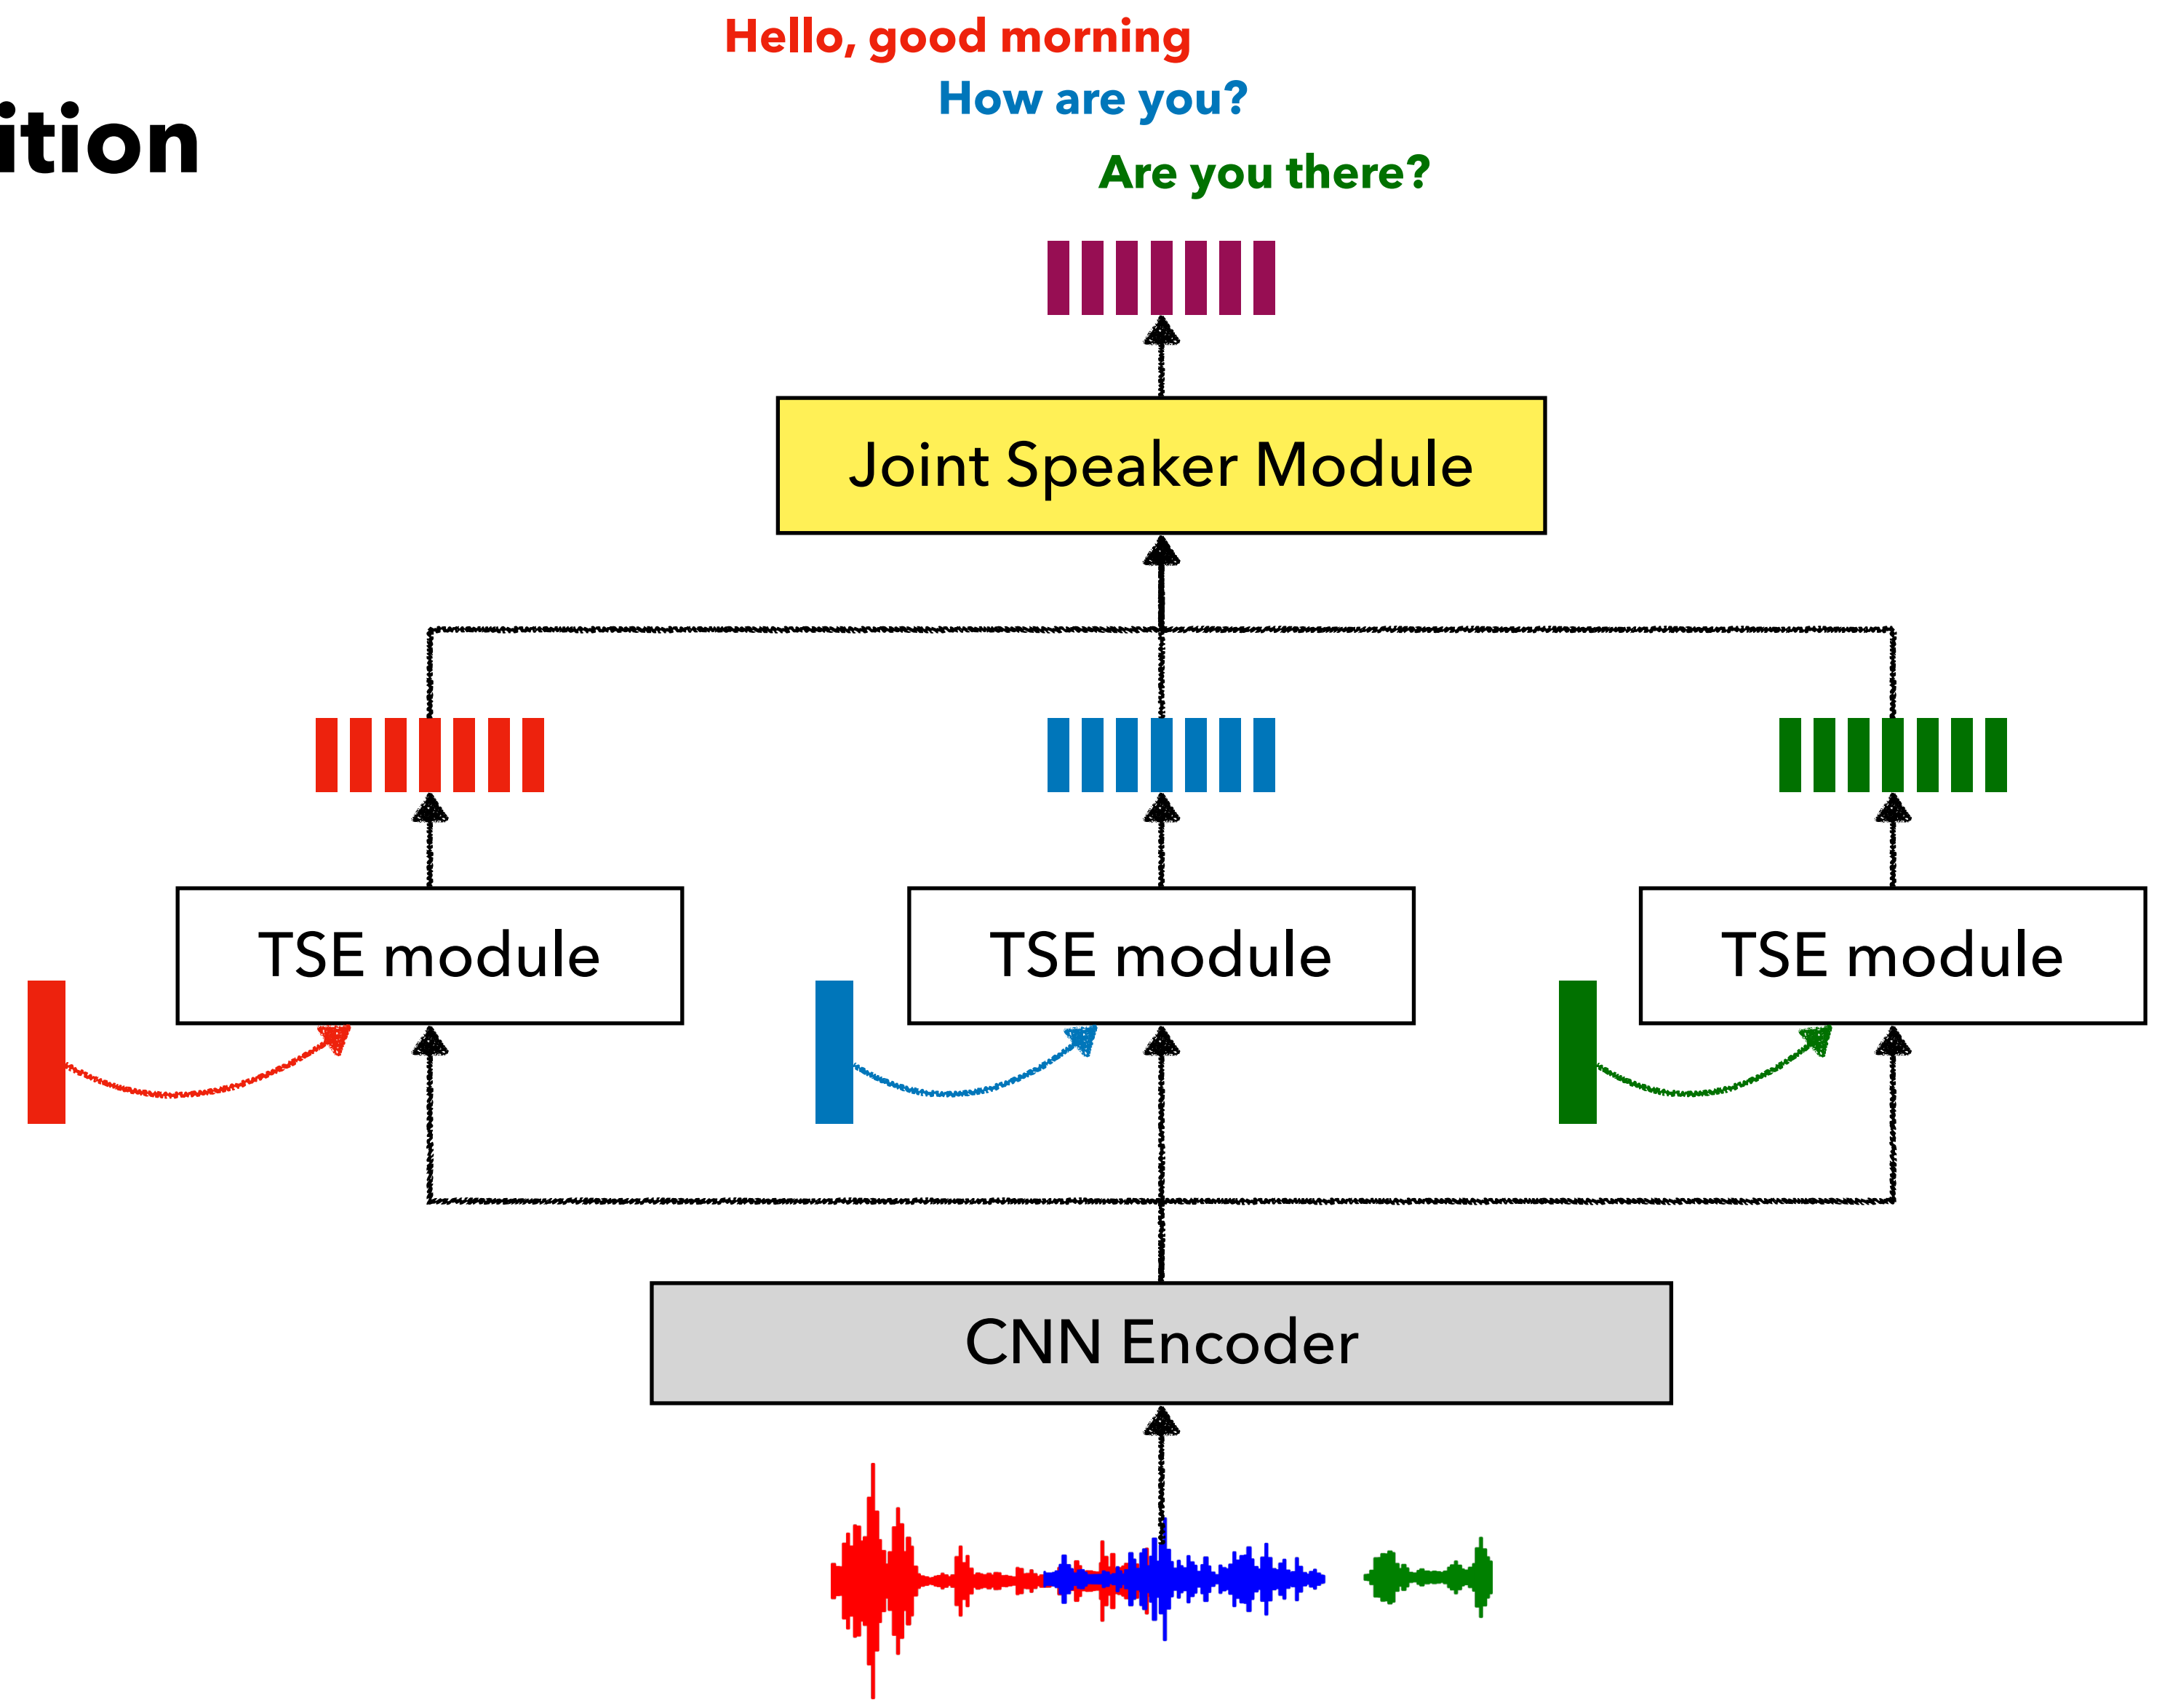 Hello, good morning
How are you?
ition
Are you there?
Joint Speaker Module
TSE module
TSE module
TSE module
CNN Encoder